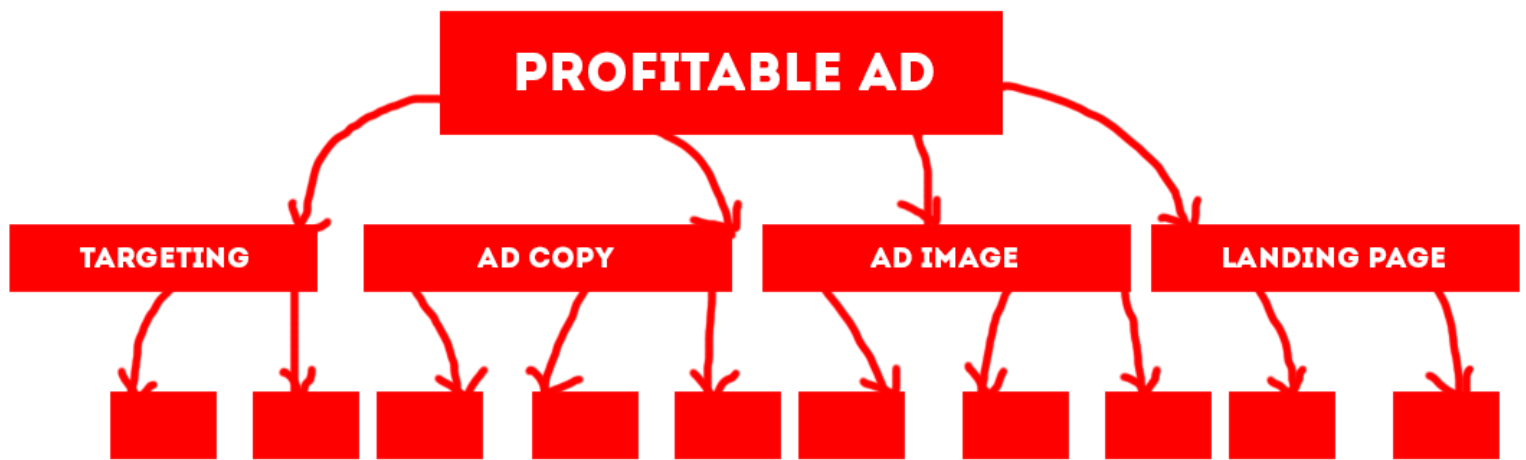 PROFITABLE AD
TARGETING
AD COPY
AD IMAGE
LANDING PAGE